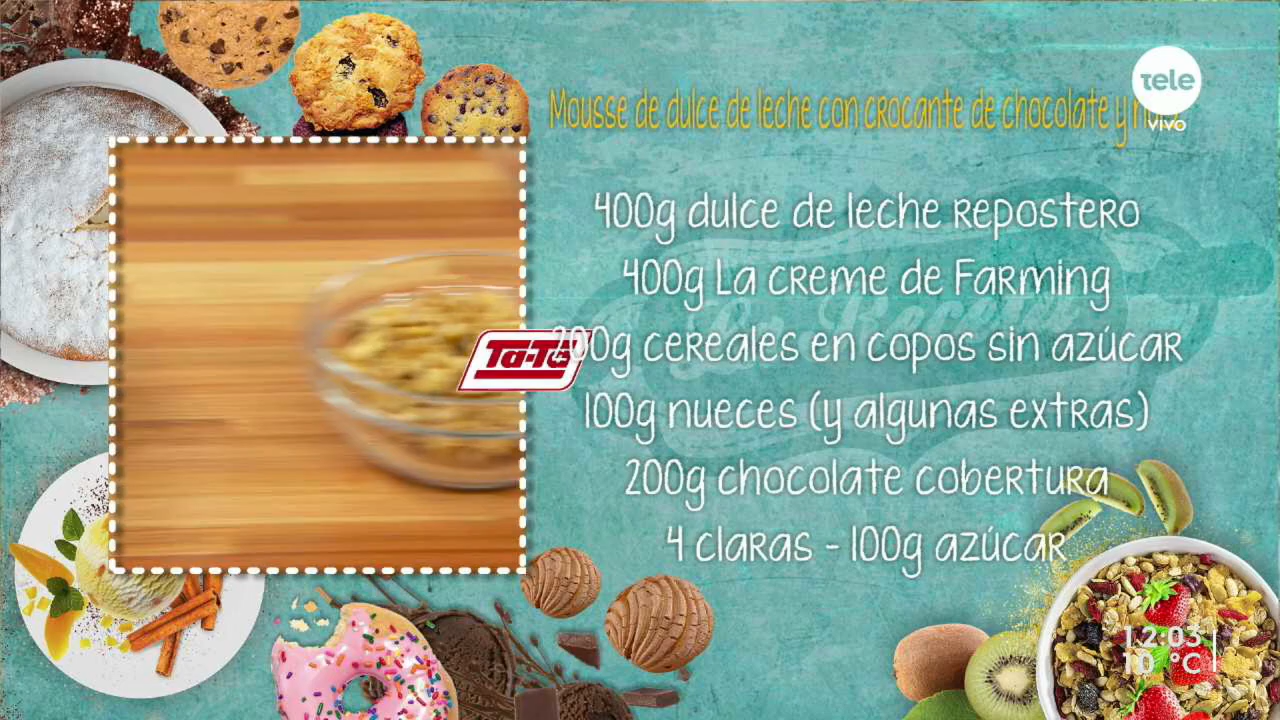 tele
VIVO
Mousse de dulce de leche con crocante de chocolate y
400g dulce de leche repostero
400g La creme de Farming
Ta-Ta
200g cereales en copos sin azúcar
100g nueces (y algunas extras)
200g chocolate cobertura
4 claras - 100g azúcar
12:03
10 °C